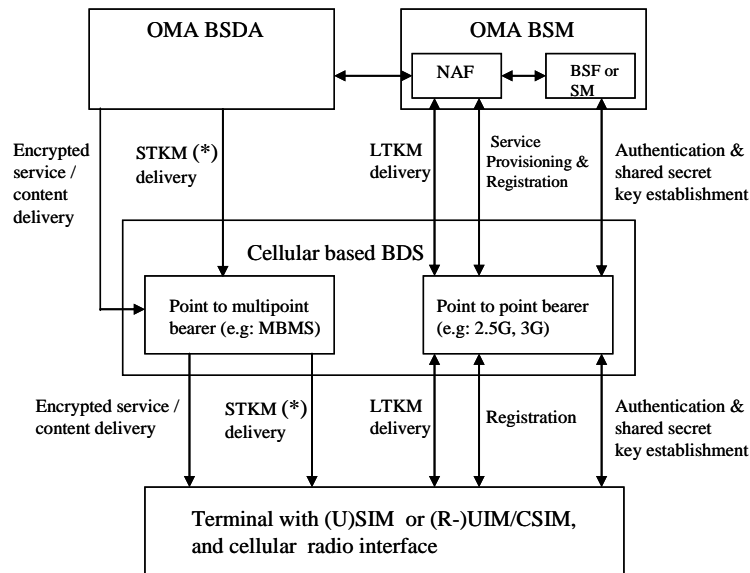 OMA BSDA
OMA BSM
NAF
BSF or
SM
Encrypted
service /
content
delivery
STKM (*)
delivery
LTKM
delivery
Service
Provisioning &
Registration
Authentication &
shared secret
key establishment
Cellular based BDS
Point to multipoint
bearer (e.g: MBMS)
Point to point bearer
(e.g: 2.5G, 3G)
Encrypted service /
content delivery
STKM (*)
delivery
LTKM
delivery
Registration
Authentication &
shared secret
key establishment
Terminal with (U)SIM or (R-)UIM/CSIM,
and cellular radio interface